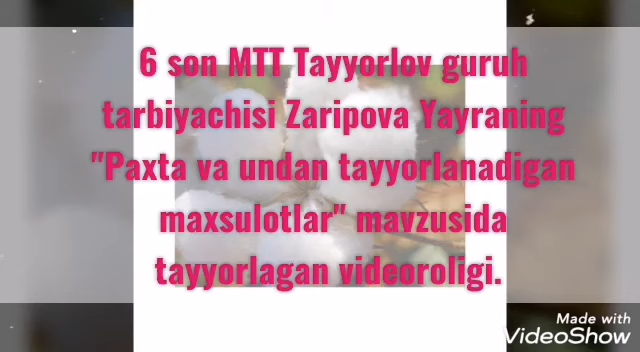 6 son MTT Tayyorlov guruh
tarbiyachisi Zaripova Yayraning
"Paxta va undan tayyorlanadigan
maxsulotlar" mavzusida
tayyorlagan videoroligi.
Made with
VideoShow